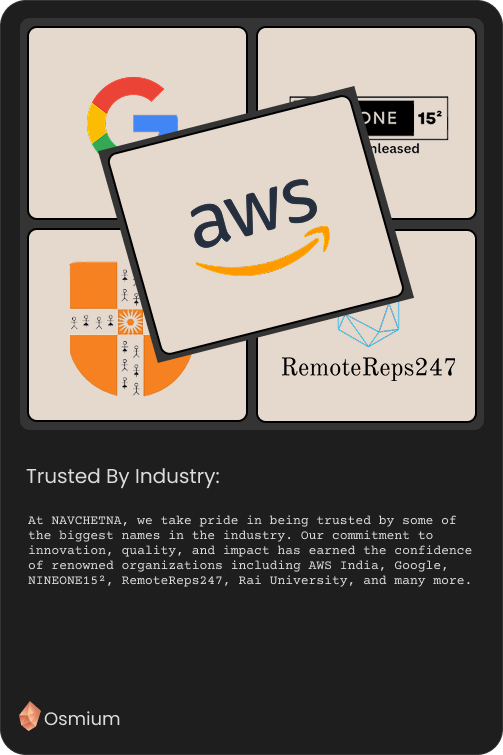 ONE 15²
leased
aws
RemoteReps247
Trusted By Industry:
At NAVCHETNA, we take pride in being trusted by some of
the biggest names in the industry. Our commitment to
innovation, quality, and impact has earned the confidence
of renowned organizations including AWS India, Google,
NINEONE15², RemoteReps247, Rai University, and many more.
Osmium